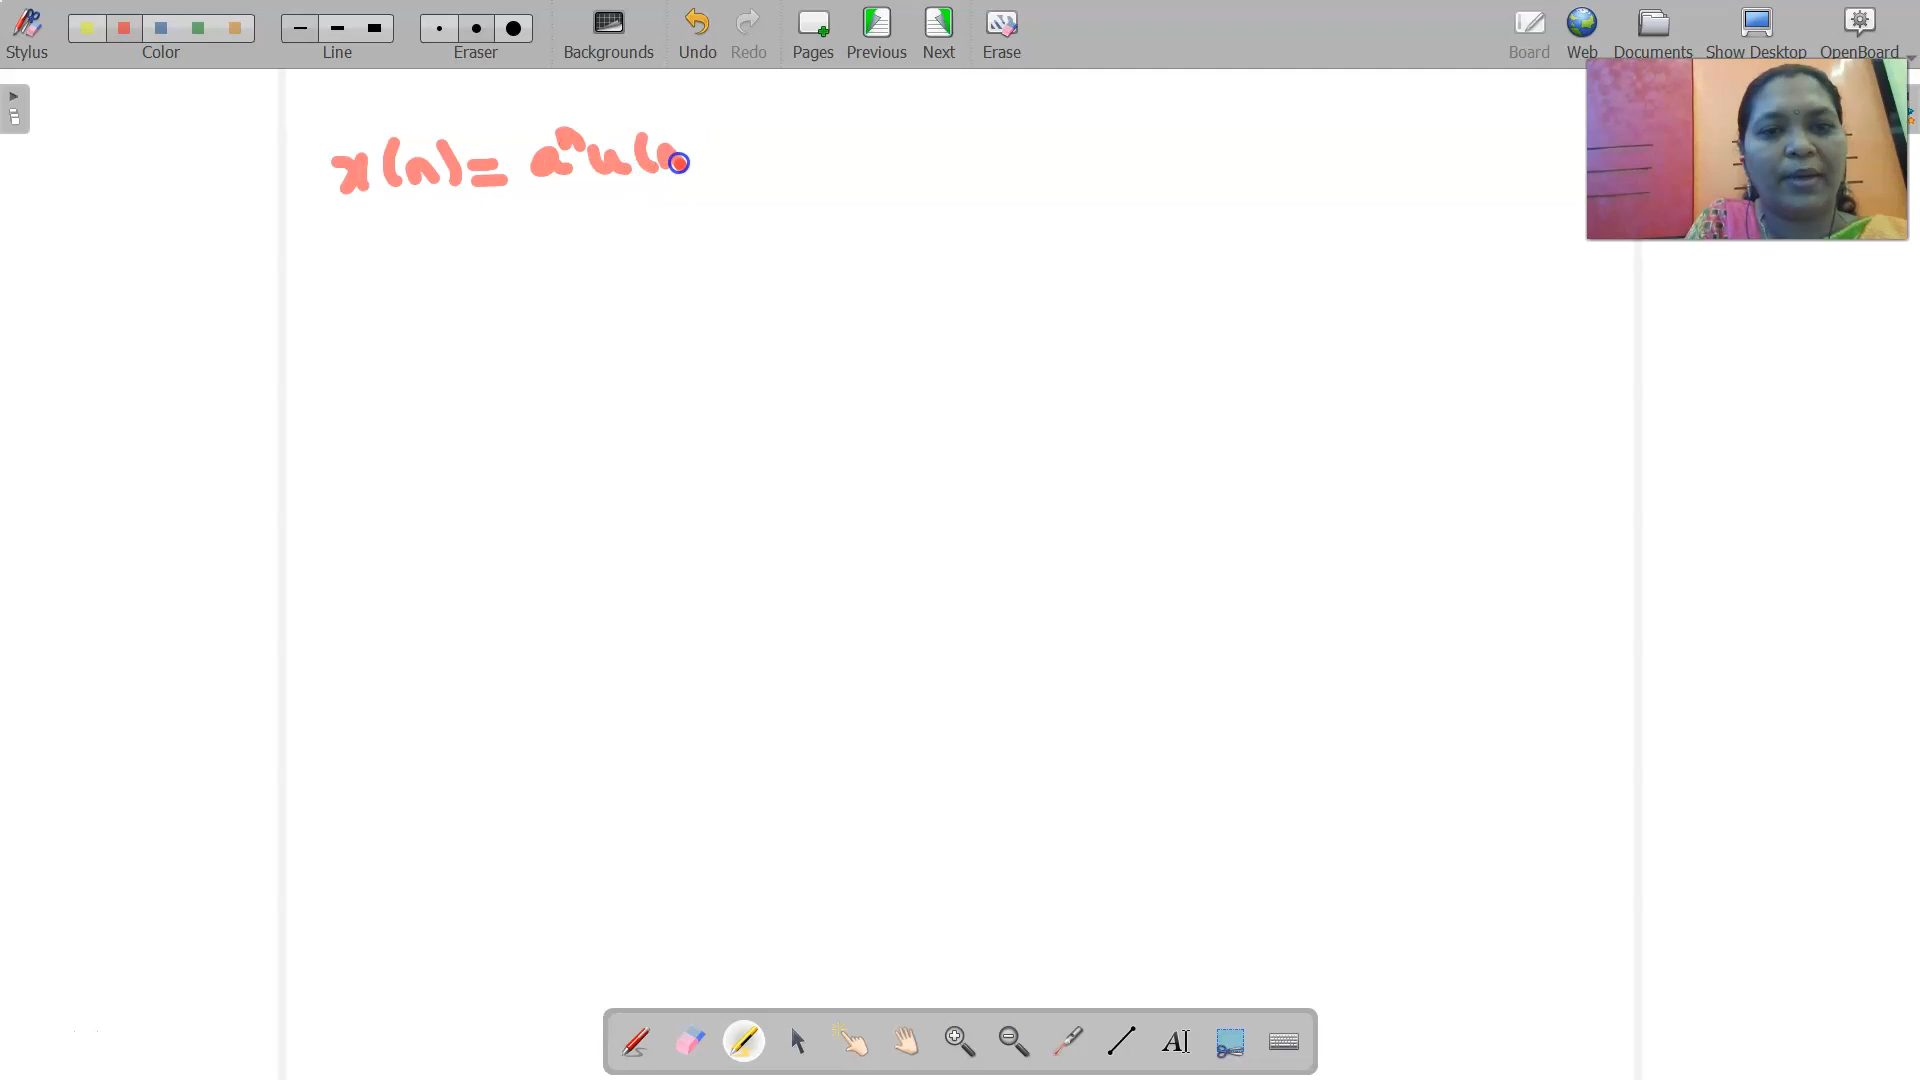 Stylus Color Line Eraser Backgrounds Undo Redo Pages Previous Next Erase Board Web Documents Show Desktop OpenBoard
x(n) = aⁿu(n
A